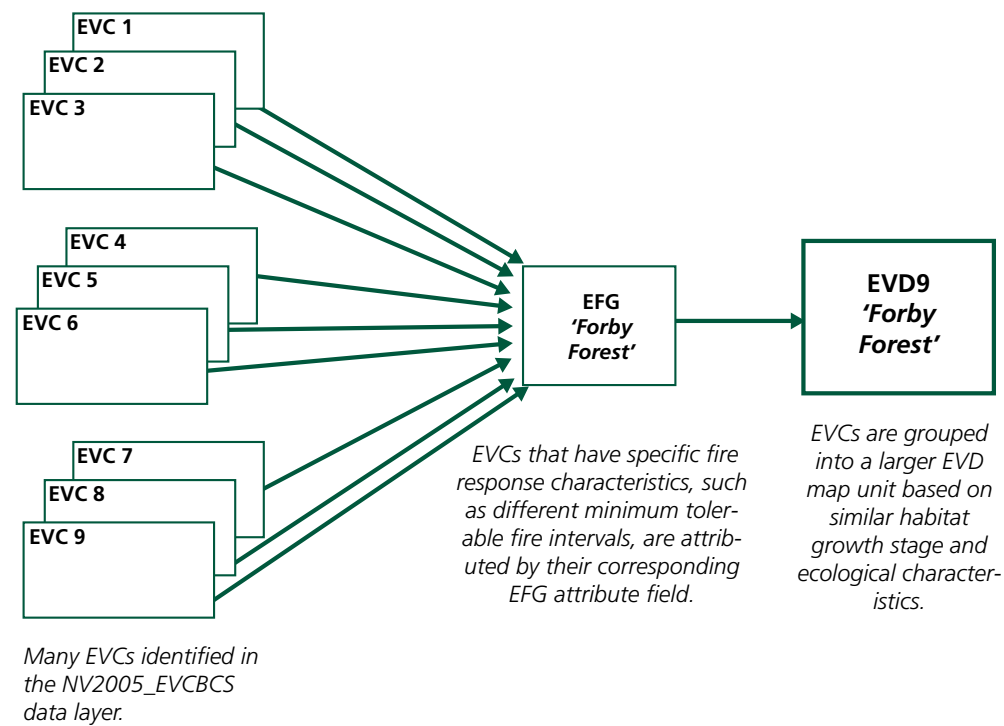 EVC 1
EVC 2
EVC 3
EVC 4
EVC 5
EVC 6
EVC 7
EVC 8
EVC 9
Many EVCs identified in
the NV2005_EVCBCS
data layer.
EFG
‘Forby
Forest’
EVCs that have specific fire
response characteristics, such
as different minimum toler-
able fire intervals, are attrib-
uted by their corresponding
EFG attribute field.
EVD9
‘Forby
Forest’
EVCs are grouped
into a larger EVD
map unit based on
similar habitat
growth stage and
ecological character-
istics.